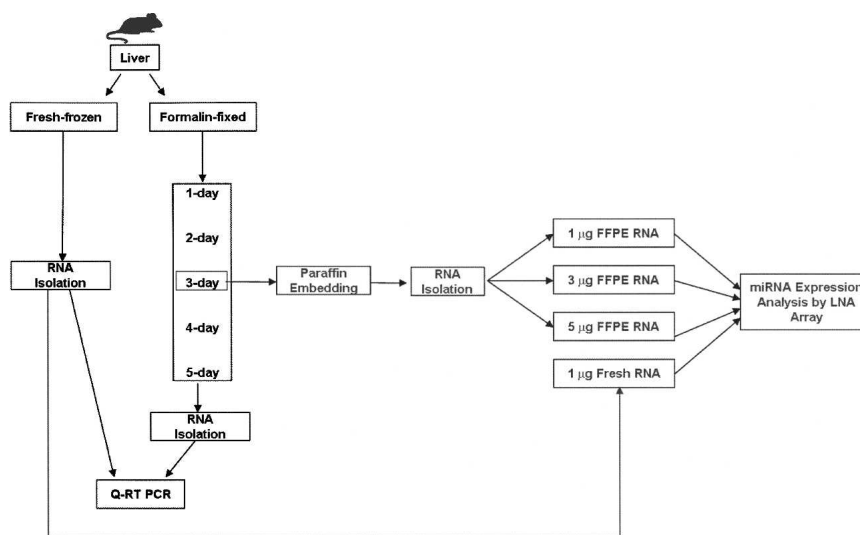 Liver
Fresh-frozen
Formalin-fixed
1-day
2-day
3-day
4-day
5-day
RNA
Isolation
RNA
Isolation
Q-RT PCR
Paraffin
Embedding
RNA
Isolation
1 μg FFPE RNA
3 μg FFPE RNA
5 μg FFPE RNA
1 μg Fresh RNA
miRNA Expression
Analysis by LNA
Array